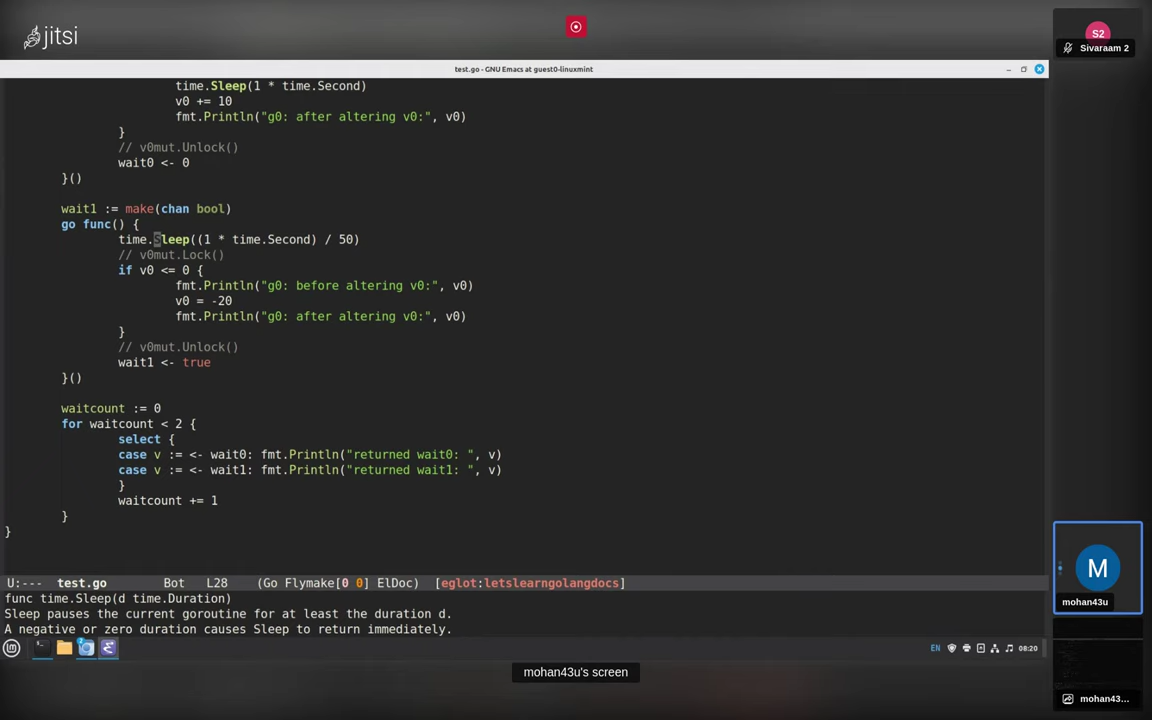 jitsi
S2
Sivaraam 2
test.go - GNU Emacs at guest0-linuxmint
time.Sleep(1 * time.Second)
v0 += 10
fmt.Println("g0: after altering v0:", v0)
}
// v0mut.Unlock()
wait0 <- 0
}()
wait1 := make(chan bool)
go func() {
time.Sleep((1 * time.Second) / 50)
// v0mut.Lock()
if v0 <= 0 {
fmt.Println("g0: before altering v0:", v0)
v0 = -20
fmt.Println("g0: after altering v0:", v0)
}
// v0mut.Unlock()
wait1 <- true
}()
waitcount := 0
for waitcount < 2 {
select {
case v := <- wait0: fmt.Println("returned wait0: ", v)
case v := <- wait1: fmt.Println("returned wait1: ", v)
}
waitcount += 1
}
}
U:--- test.go Bot L28 (Go Flymake[0 0] ElDoc) [eglot:letslearngolangdocs]
func time.Sleep(d time.Duration)
Sleep pauses the current goroutine for at least the duration d.
A negative or zero duration causes Sleep to return immediately.
EN 08:20
mohan43u's screen
M
mohan43u
mohan43...